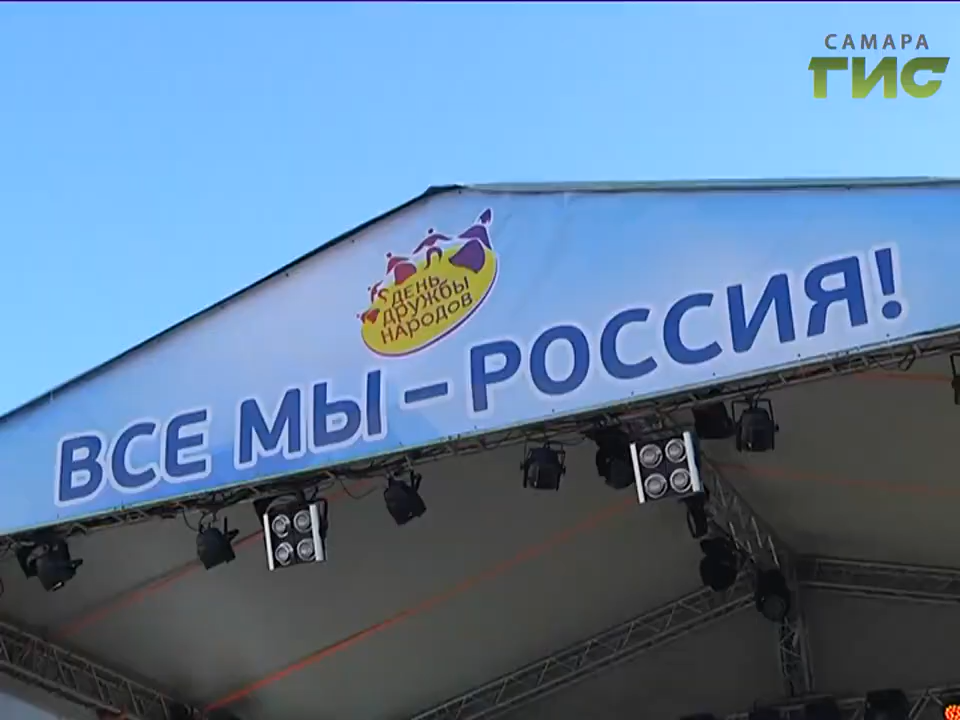 САМАРА
ГИС
ДЕНЬ
ДРУЖБЫ
НАРОДОВ
ВСЕ МЫ – РОССИЯ!